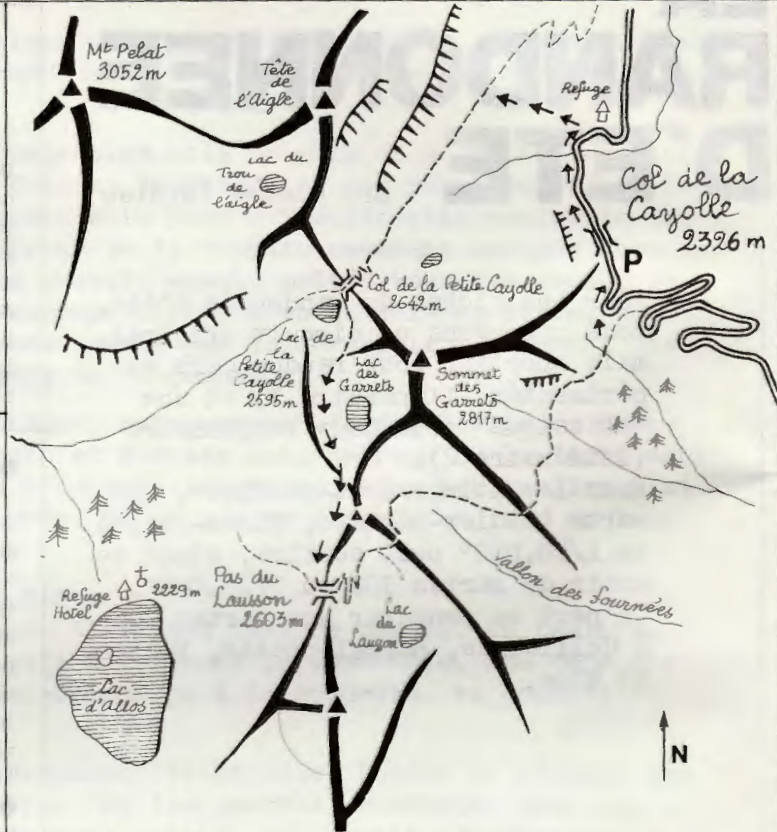 Mt Pelat
3052 m
Tête
de
l'Aigle
Refuge
Lac du
Trou
de
l'aigle
Col de la
Cayolle
2326 m
P
Col de la Petite Cayolle
2642 m
Lac de
la
Petite
Cayolle
2595 m
Lac
des
Garrets
Sommet
des
Garrets
2817 m
Vallon des Fournées
Pas du
Lausson
2603 m
Refuge
Hotel
2229 m
Lac
du
Lauzon
Lac
d'Allos
N